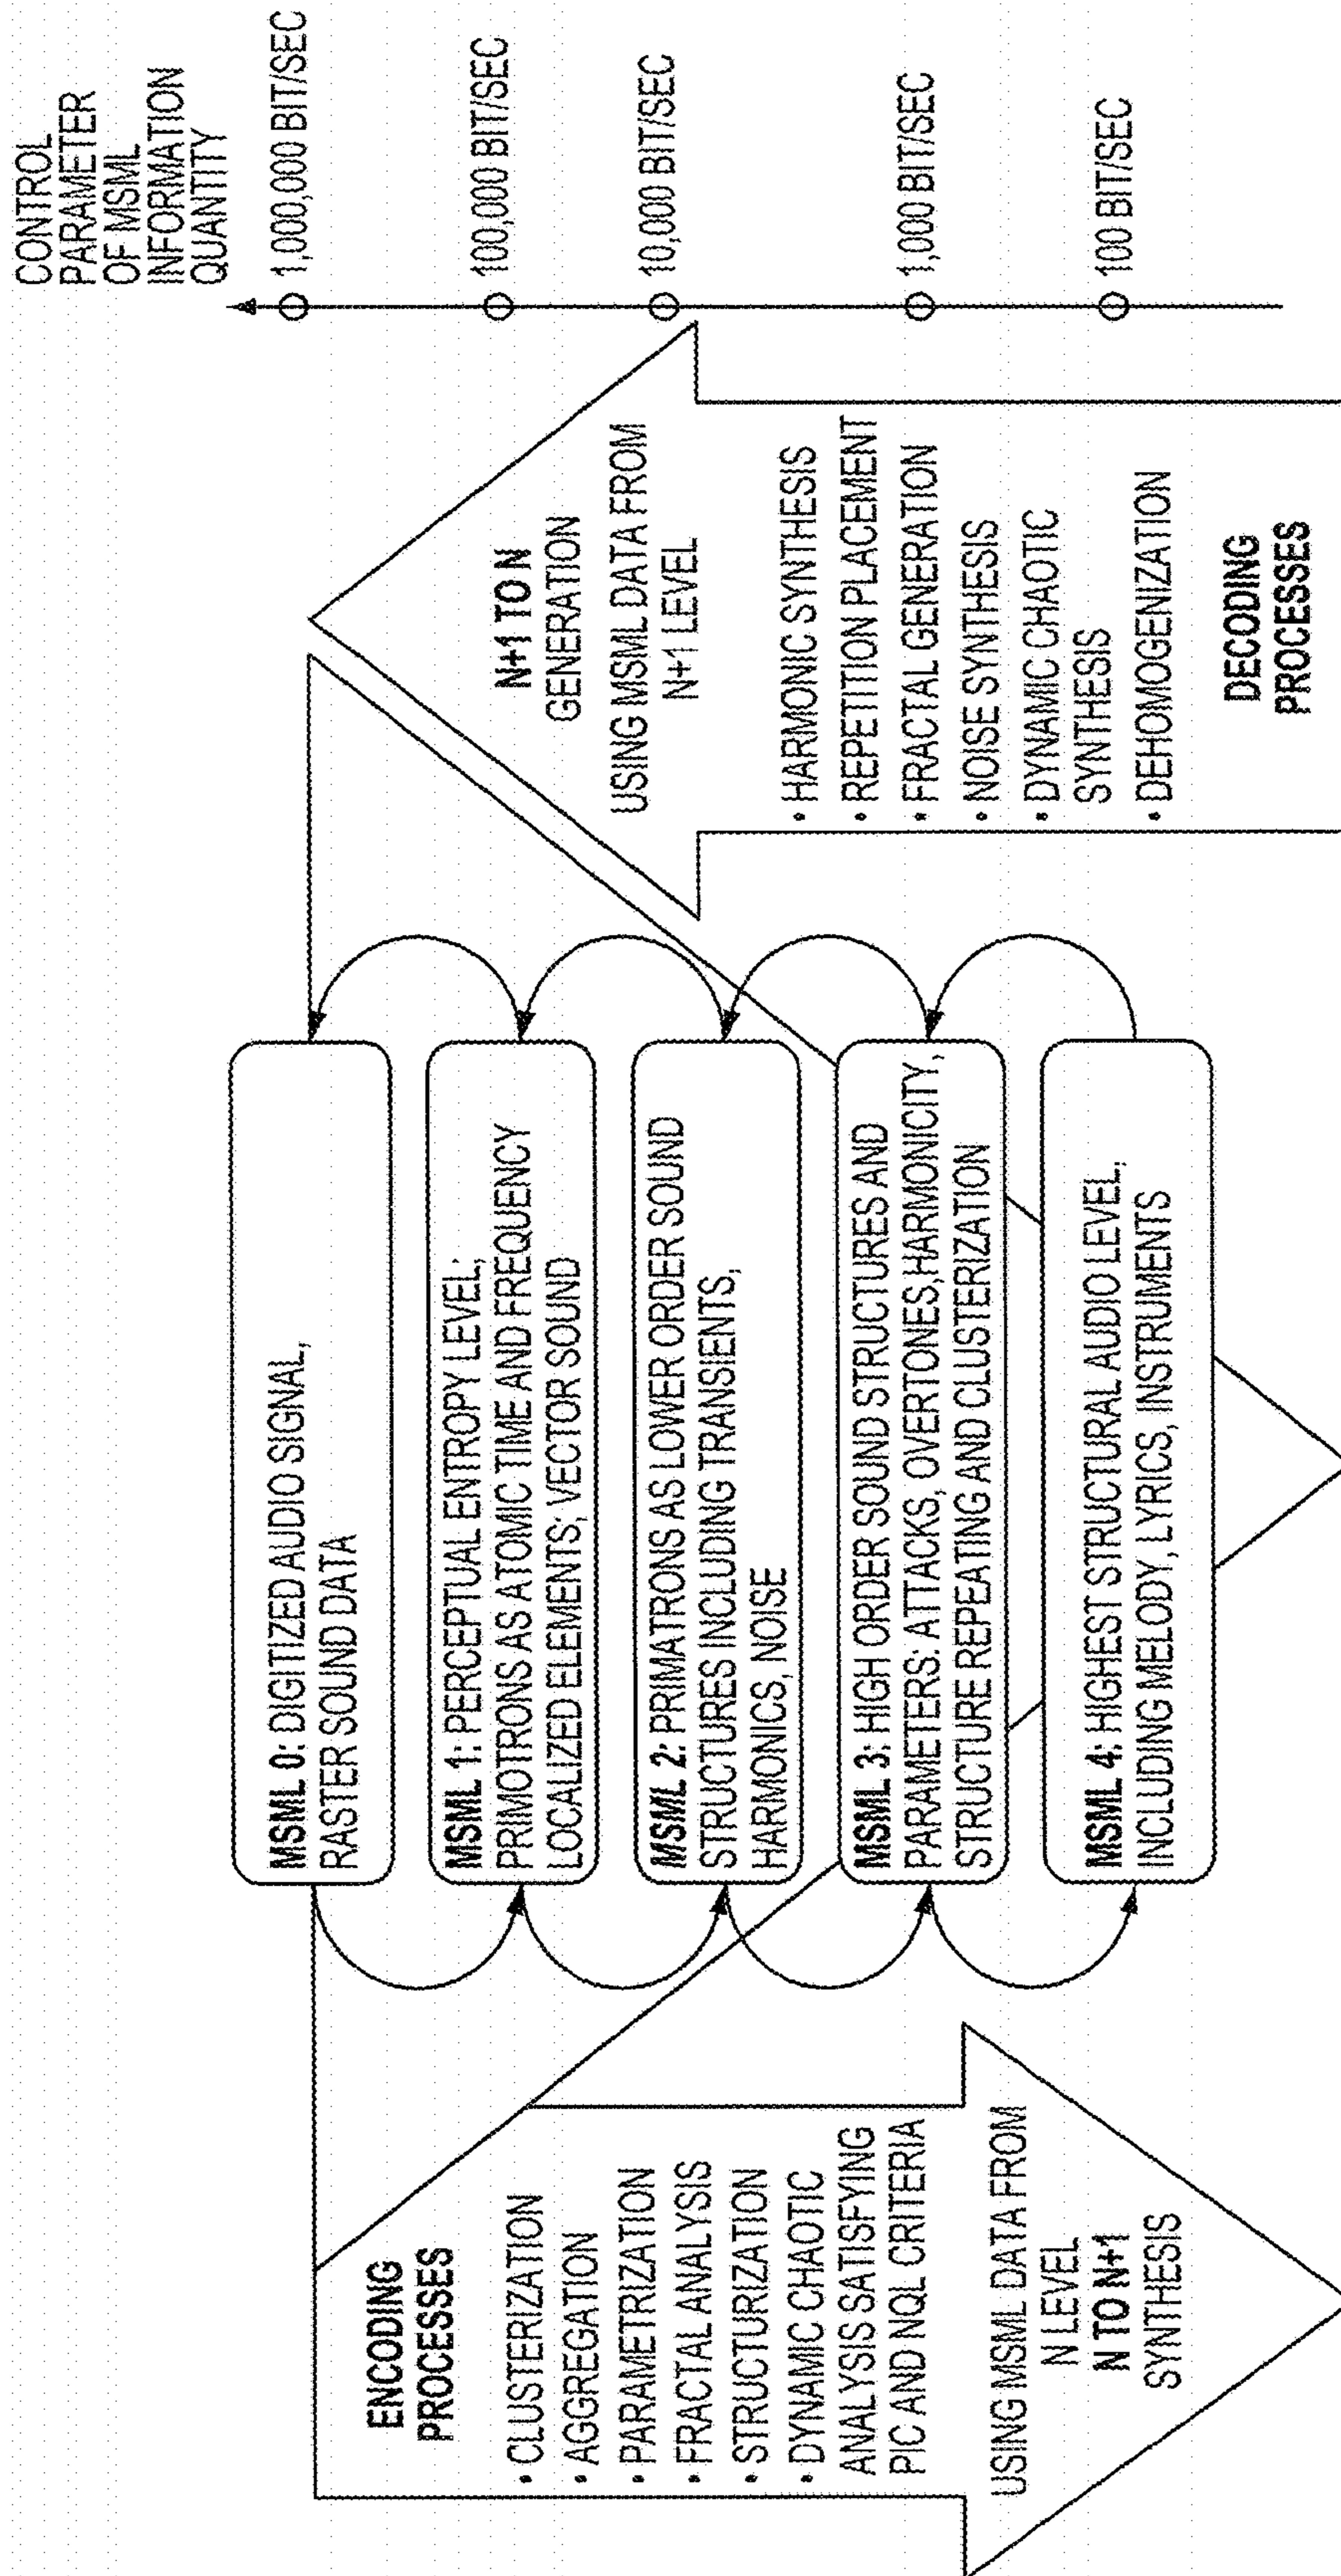 ENCODING
PROCESSES
• CLUSTERIZATION
• AGGREGATION
• PARAMETRIZATION
• FRACTAL ANALYSIS
• STRUCTURIZATION
• DYNAMIC CHAOTIC
ANALYSIS SATISFYING
PIC AND NQL CRITERIA
USING MSML DATA FROM
N LEVEL
N TO N+1
SYNTHESIS
MSML 0: DIGITIZED AUDIO SIGNAL,
RASTER SOUND DATA
MSML 1: PERCEPTUAL ENTROPY LEVEL;
PRIMOTRONS AS ATOMIC TIME AND FREQUENCY
LOCALIZED ELEMENTS; VECTOR SOUND
MSML 2: PRIMATRONS AS LOWER ORDER SOUND
STRUCTURES INCLUDING TRANSIENTS,
HARMONICS, NOISE
MSML 3: HIGH ORDER SOUND STRUCTURES AND
PARAMETERS: ATTACKS, OVERTONES,HARMONICITY,
STRUCTURE REPEATING AND CLUSTERIZATION
MSML 4: HIGHEST STRUCTURAL AUDIO LEVEL,
INCLUDING MELODY, LYRICS, INSTRUMENTS
N+1 TO N
GENERATION
USING MSML DATA FROM
N+1 LEVEL
• HARMONIC SYNTHESIS
• REPETITION PLACEMENT
• FRACTAL GENERATION
• NOISE SYNTHESIS
• DYNAMIC CHAOTIC
SYNTHESIS
• DEHOMOGENIZATION
DECODING
PROCESSES
CONTROL
PARAMETER
OF MSML
INFORMATION
QUANTITY
1,000,000 BIT/SEC
100,000 BIT/SEC
10,000 BIT/SEC
1,000 BIT/SEC
100 BIT/SEC